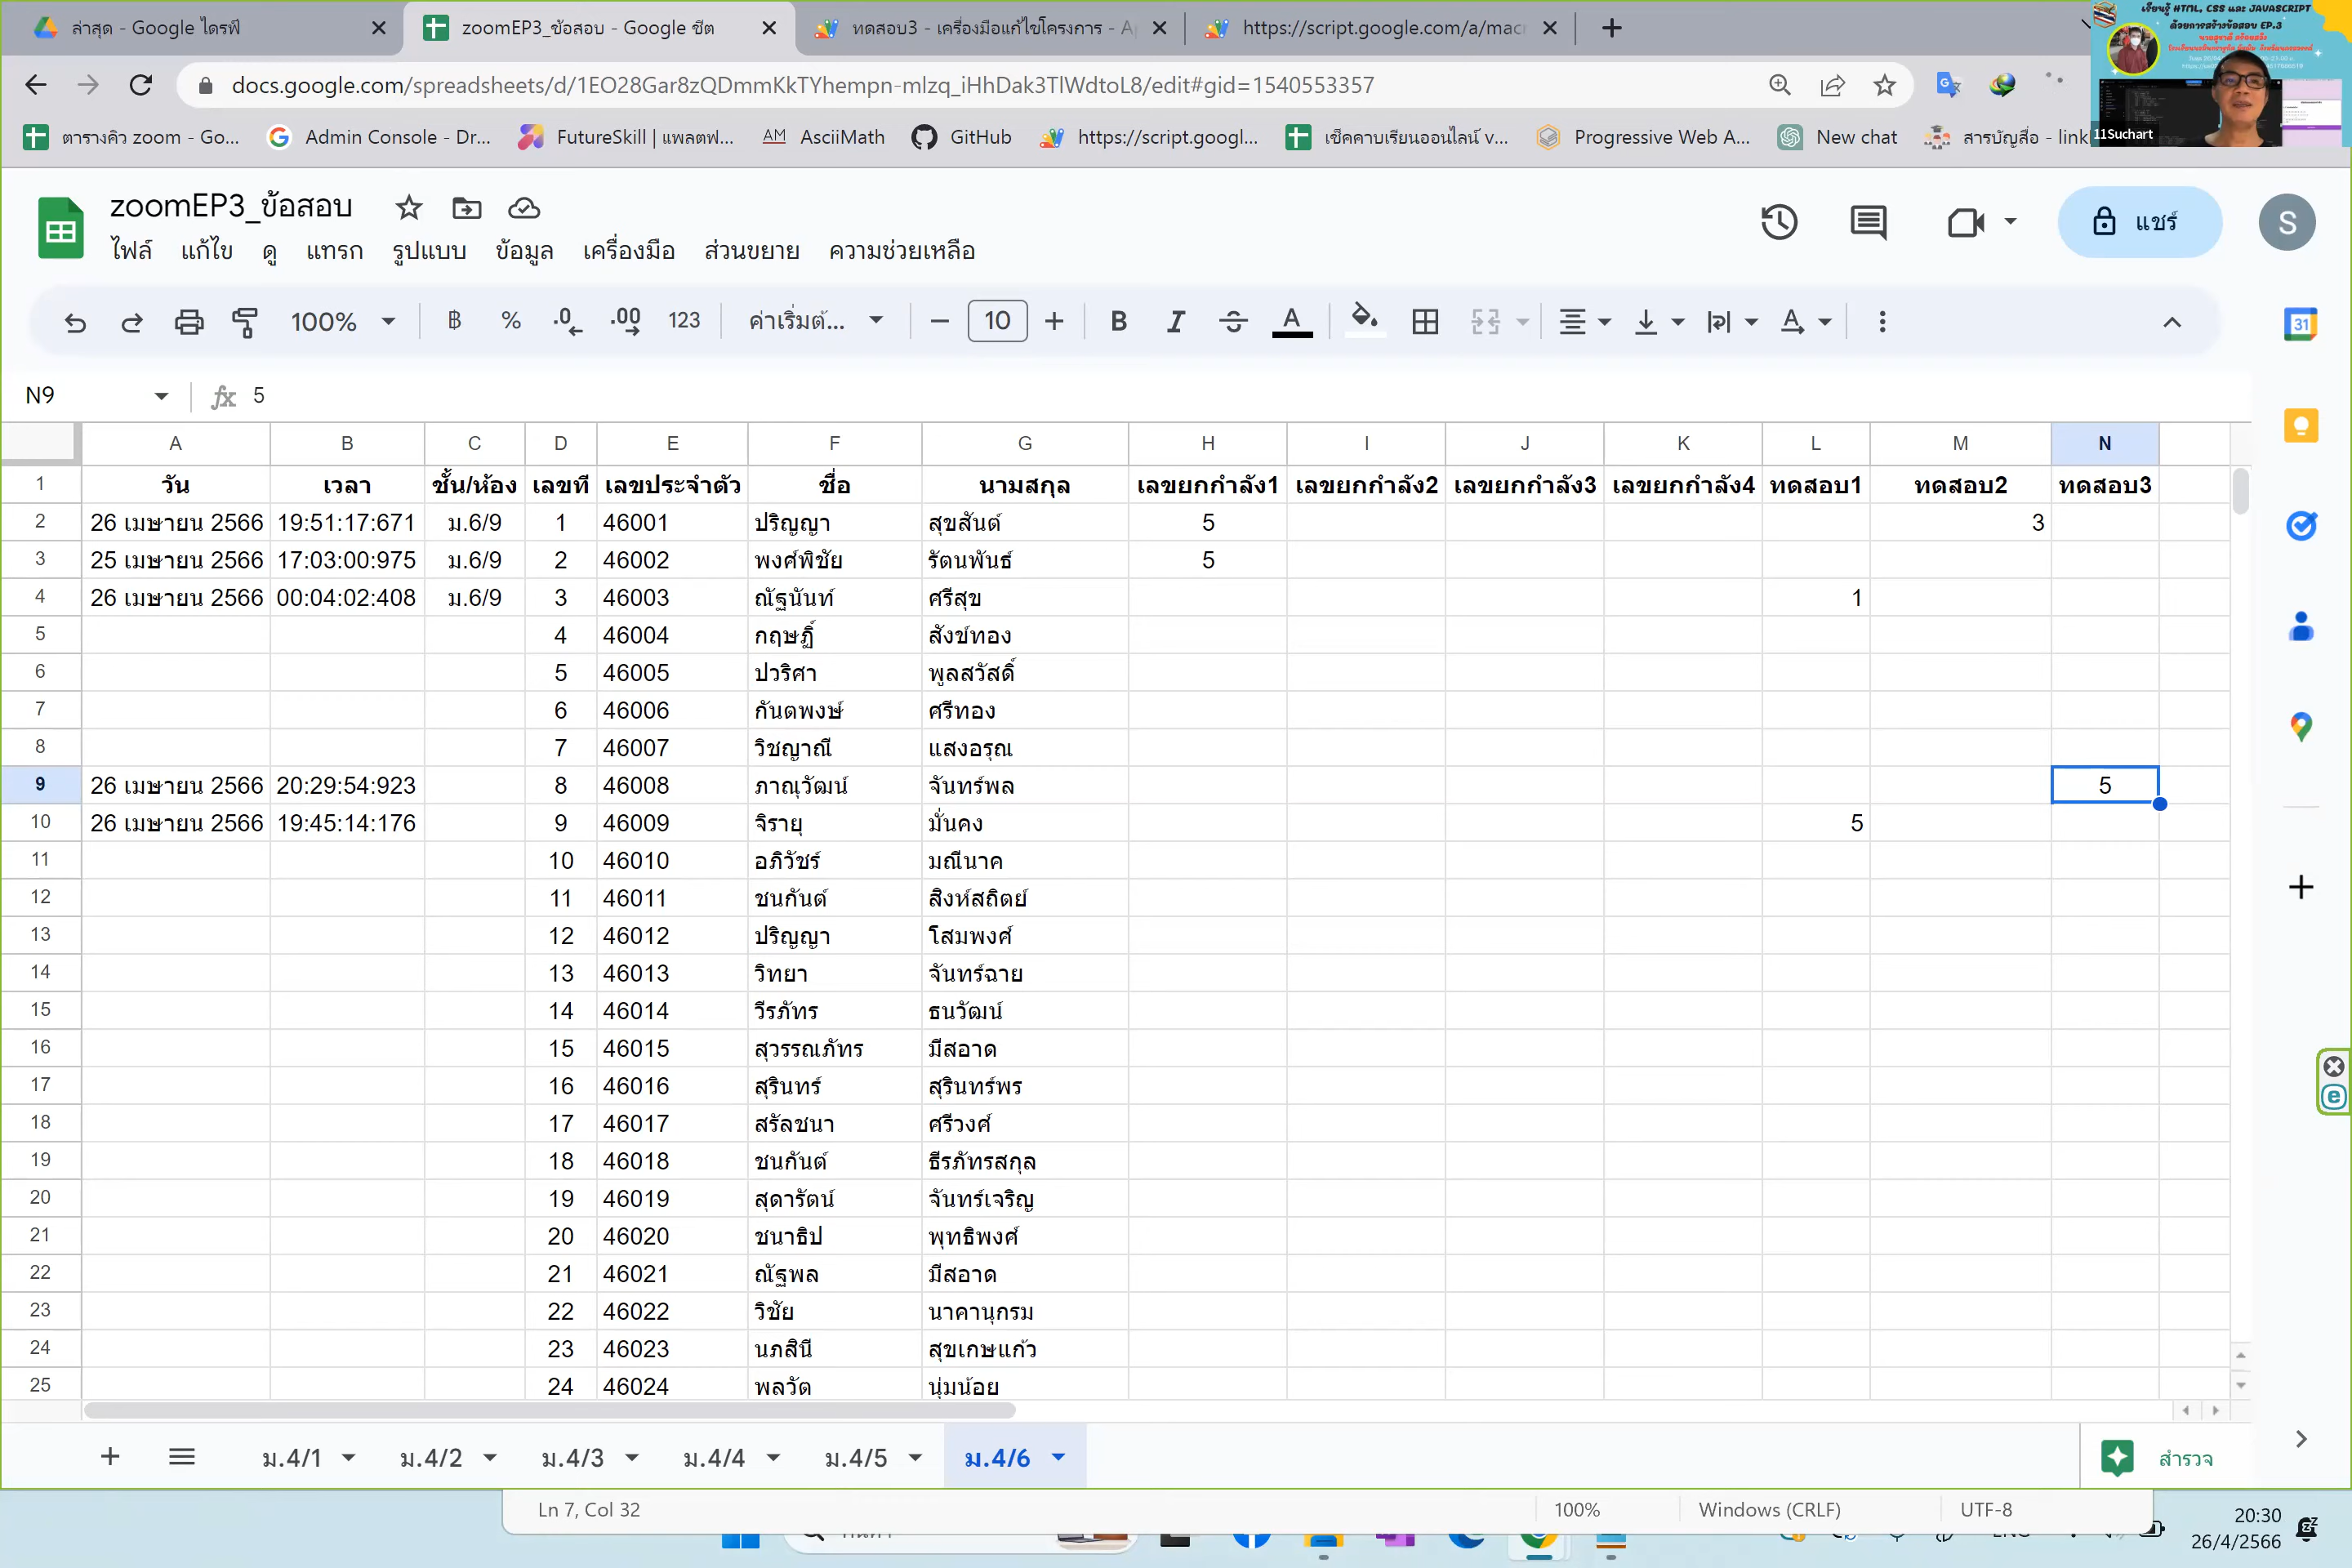 ล่าสุด - Google ไดรฟ์
zoomEP3_ข้อสอบ - Google ชีต
ทดสอบ3 - เครื่องมือแก้ไขโครงการ - A
https://script.google.com/a/macr
docs.google.com/spreadsheets/d/1EO28Gar8zQDmmKkTYhempn-mlzq_iHhDak3TlWdtoL8/edit#gid=1540553357
เรียนรู้ HTML, CSS และ JAVASCRIPT
ด้วยการสร้างข้อสอบ EP.3
11Suchart
ตารางคิว zoom - Go...
Admin Console - Dr...
FutureSkill | แพลตฟ...
AM AsciiMath
GitHub
https://script.googl...
เช็คคาบเรียนออนไลน์ v...
Progressive Web A...
New chat
สารบัญสื่อ - link
zoomEP3_ข้อสอบ
แชร์
S
ไฟล์ แก้ไข ดู แทรก รูปแบบ ข้อมูล เครื่องมือ ส่วนขยาย ความช่วยเหลือ
100% ฿ % .0 .00 123 ค่าเริ่มต้... 10 B I A
31
N9 fx 5
A B C D E F G H I J K L M N
1 วัน เวลา ชั้น/ห้อง เลขที่ เลขประจำตัว ชื่อ นามสกุล เลขยกกำลัง1 เลขยกกำลัง2 เลขยกกำลัง3 เลขยกกำลัง4 ทดสอบ1 ทดสอบ2 ทดสอบ3
2 26 เมษายน 2566 19:51:17:671 ม.6/9 1 46001 ปริญญา สุขสันต์ 5 3
3 25 เมษายน 2566 17:03:00:975 ม.6/9 2 46002 พงศ์พิชัย รัตนพันธ์ 5
4 26 เมษายน 2566 00:04:02:408 ม.6/9 3 46003 ณัฐนันท์ ศรีสุข 1
5 4 46004 กฤษฏิ์ สังข์ทอง
6 5 46005 ปวริศา พูลสวัสดิ์
7 6 46006 กันตพงษ์ ศรีทอง
8 7 46007 วิชญาณี แสงอรุณ
9 26 เมษายน 2566 20:29:54:923 8 46008 ภาณุวัฒน์ จันทร์พล 5
10 26 เมษายน 2566 19:45:14:176 9 46009 จิรายุ มั่นคง 5
11 10 46010 อภิวัชร์ มณีนาค
12 11 46011 ชนกันต์ สิงห์สถิตย์
13 12 46012 ปริญญา โสมพงศ์
14 13 46013 วิทยา จันทร์ฉาย
15 14 46014 วีรภัทร ธนวัฒน์
16 15 46015 สุวรรณภัทร มีสอาด
17 16 46016 สุรินทร์ สุรินทร์พร
18 17 46017 สรัลชนา ศรีวงศ์
19 18 46018 ชนกันต์ ธีรภัทรสกุล
20 19 46019 สุดารัตน์ จันทร์เจริญ
21 20 46020 ชนาธิป พุทธิพงศ์
22 21 46021 ณัฐพล มีสอาด
23 22 46022 วิชัย นาคานุกรม
24 23 46023 นภสินี สุขเกษแก้ว
25 24 46024 พลวัต นุ่มน้อย
ม.4/1 ม.4/2 ม.4/3 ม.4/4 ม.4/5 ม.4/6
สำรวจ
Ln 7, Col 32 100% Windows (CRLF) UTF-8
20:30
26/4/2566